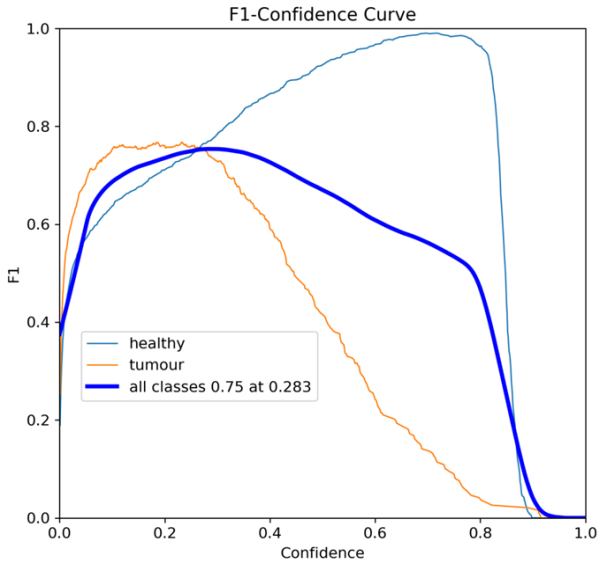 F1-Confidence Curve
1.0
0.8
0.6
0.4
0.2
0.0
F1
healthy
tumour
all classes 0.75 at 0.283
0.0 0.2 0.4 0.6 0.8 1.0
Confidence